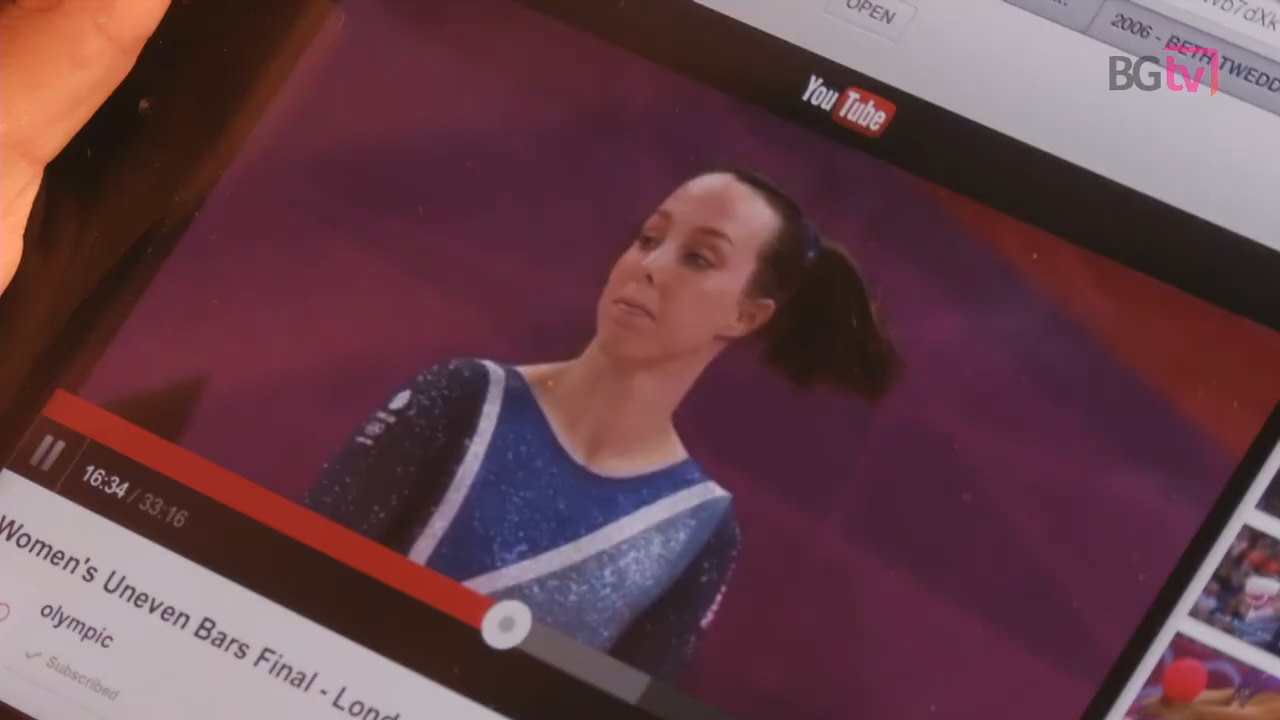 OPEN
2006 - BETH TWEDD
BGtv
YouTube
16:34 / 33:16
Women's Uneven Bars Final - Lond
olympic
Subscribed